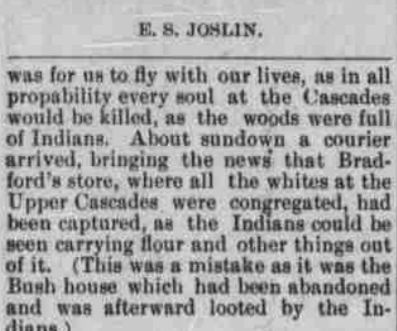 E. S. JOSLIN.
was for us to fly with our lives, as in all
propability every soul at the Cascades
would be killed, as the woods were full
of Indians. About sundown a courier
arrived, bringing the news that Brad-
ford's store, where all the whites at the
Upper Cascades were congregated, had
been captured, as the Indians could be
seen carrying flour and other things out
of it. (This was a mistake as it was the
Bush house which had been abandoned
and was afterward looted by the In-
dians.)